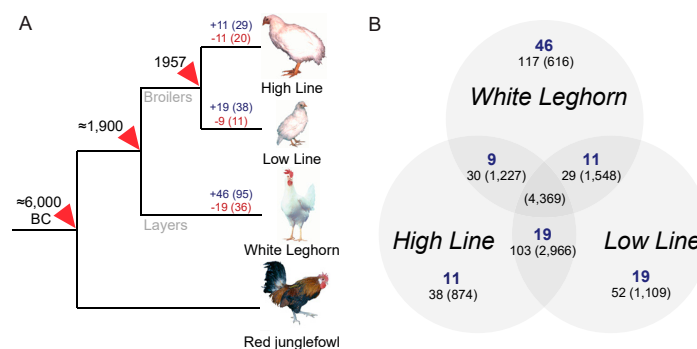 A
+11 (29)
-11 (20)
1957
High Line
Broilers
+19 (38)
-9 (11)
≈1,900
Low Line
+46 (95)
-19 (36)
≈6,000
BC
Layers
White Leghorn
Red junglefowl
B
46
117 (616)
White Leghorn
9
30 (1,227)
11
29 (1,548)
(4,369)
High Line
19
103 (2,966)
Low Line
11
38 (874)
19
52 (1,109)